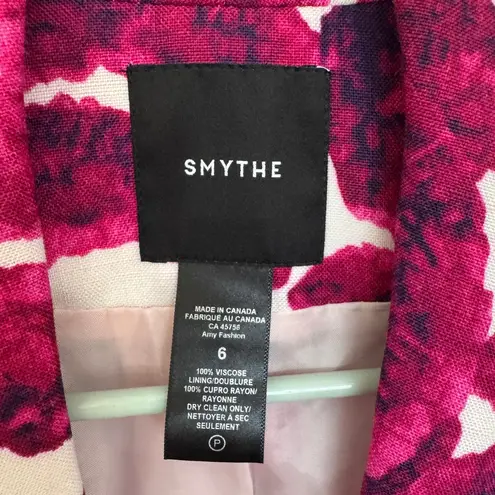 SMYTHE
MADE IN CANADA
FABRIQUÉ AU CANADA
CA 45756
Amy Fashion
6
100% VISCOSE
LINING/DOUBLURE
100% CUPRO RAYON/
RAYONNE
DRY CLEAN ONLY/
NETTOYER A SEC
SEULEMENT
P